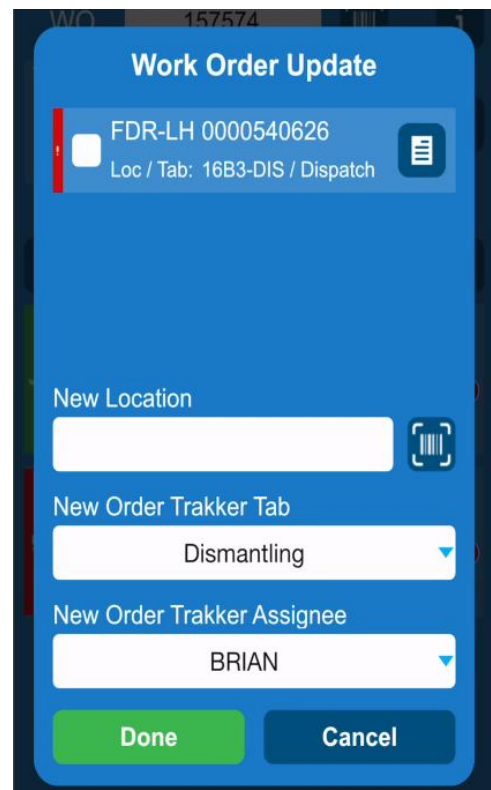 WO 157574
Work Order Update
! FDR-LH 0000540626
Loc / Tab: 16B3-DIS / Dispatch
New Location
New Order Trakker Tab
Dismantling
New Order Trakker Assignee
BRIAN
Done Cancel